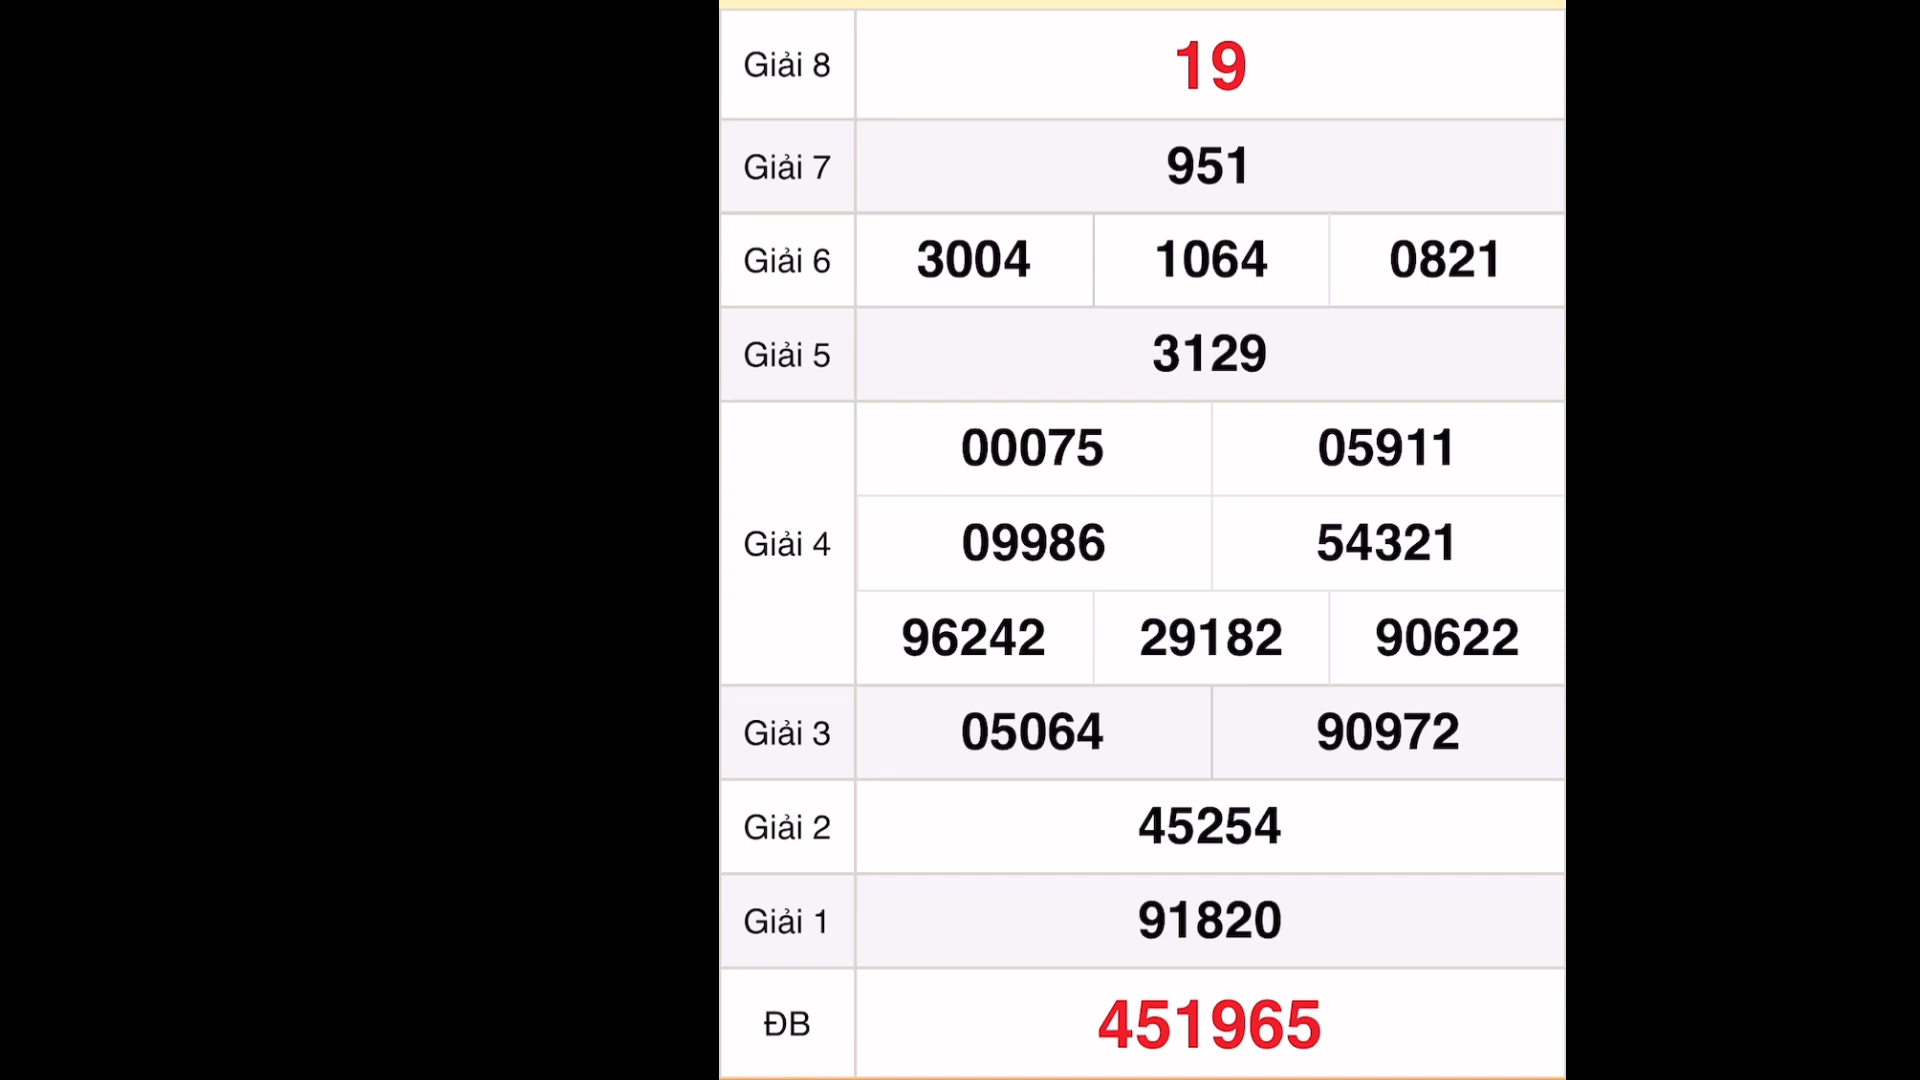 Giải 8 19
Giải 7 951
Giải 6 3004 1064 0821
Giải 5 3129
00075 05911
Giải 4 09986 54321
96242 29182 90622
Giải 3 05064 90972
Giải 2 45254
Giải 1 91820
ĐB 451965